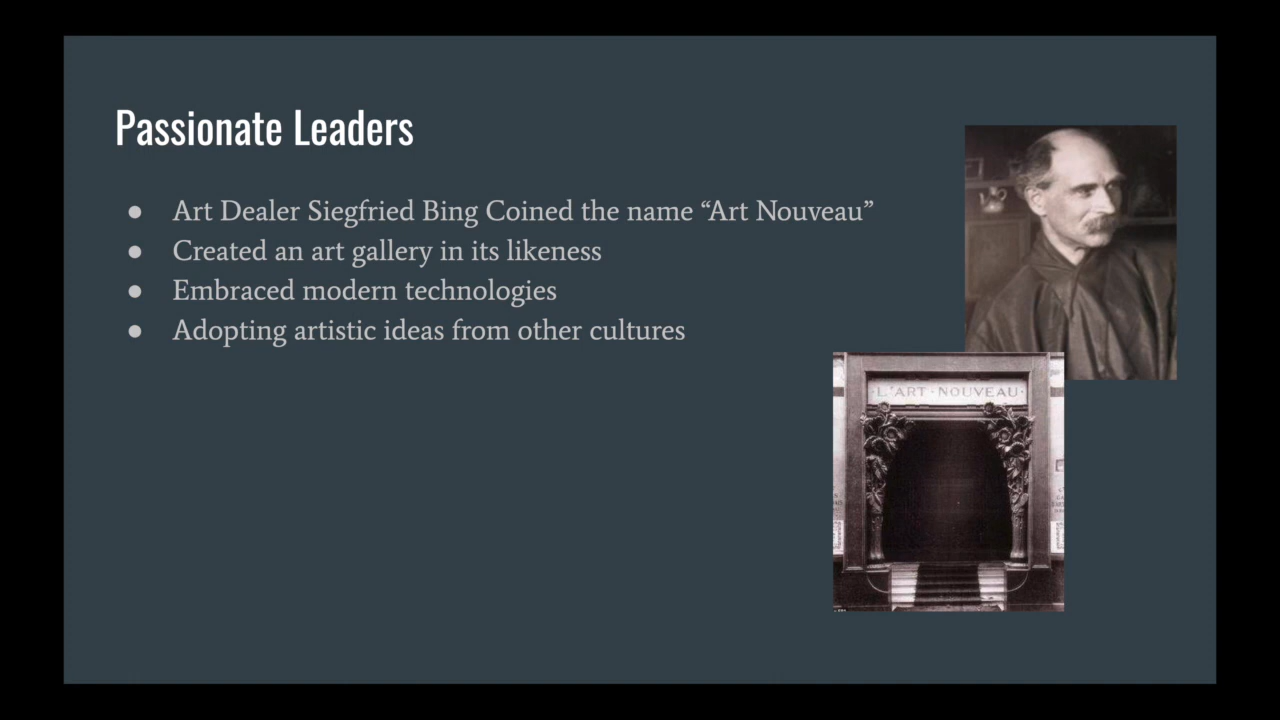 Passionate Leaders
● Art Dealer Siegfried Bing Coined the name “Art Nouveau”
● Created an art gallery in its likeness
● Embraced modern technologies
● Adopting artistic ideas from other cultures
·L'ART·NOUVEAU·